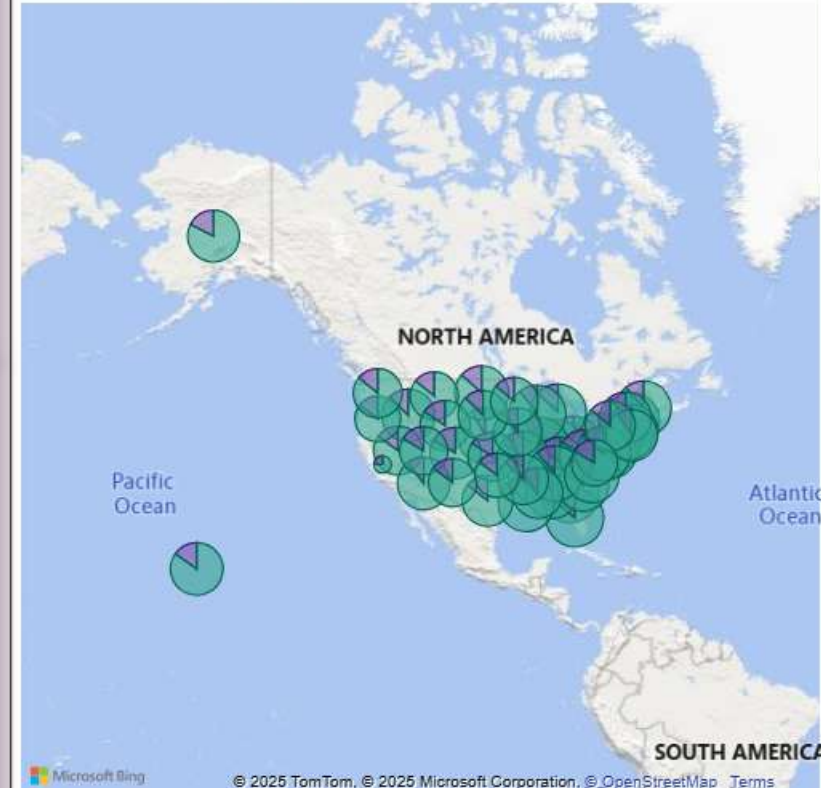 NORTH AMERICA
Pacific
Ocean
Atlantic
Ocean
SOUTH AMERICA
Microsoft Bing
© 2025 TomTom, © 2025 Microsoft Corporation, © OpenStreetMap Terms